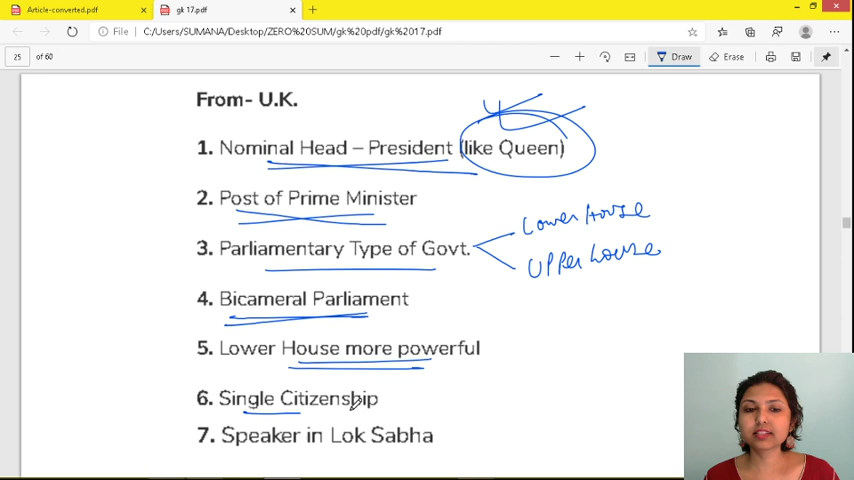 Article-converted.pdf
gk 17.pdf
File C:/Users/SUMANA/Desktop/ZERO%20SUM/gk%20pdf/gk%2017.pdf
25 of 60
Draw
Erase
From- U.K.
1. Nominal Head – President (like Queen)
2. Post of Prime Minister
Lower House
3. Parliamentary Type of Govt.
Upper house
4. Bicameral Parliament
5. Lower House more powerful
6. Single Citizenship
7. Speaker in Lok Sabha